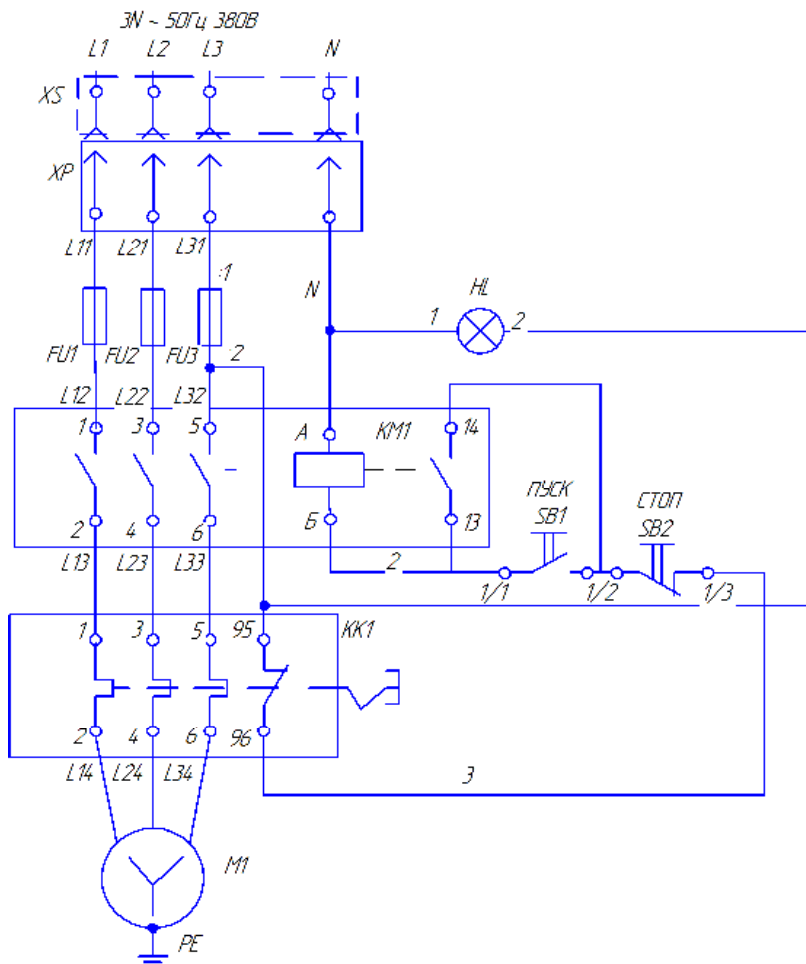 3N ~ 50Гц 380В
L1 L2 L3 N
XS
XP
L11 L21 L31
:1
N
HL
1 2
FU1 FU2 FU3 2
L12 L22 L32
1 3 5 А КМ1 14
ПУСК СТОП
SB1 SB2
2 4 6 Б 13
L13 L23 L33 2
1/1 1/2 1/3
1 3 5 95 КК1
2 4 6 96
L14 L24 L34 3
М1
PE